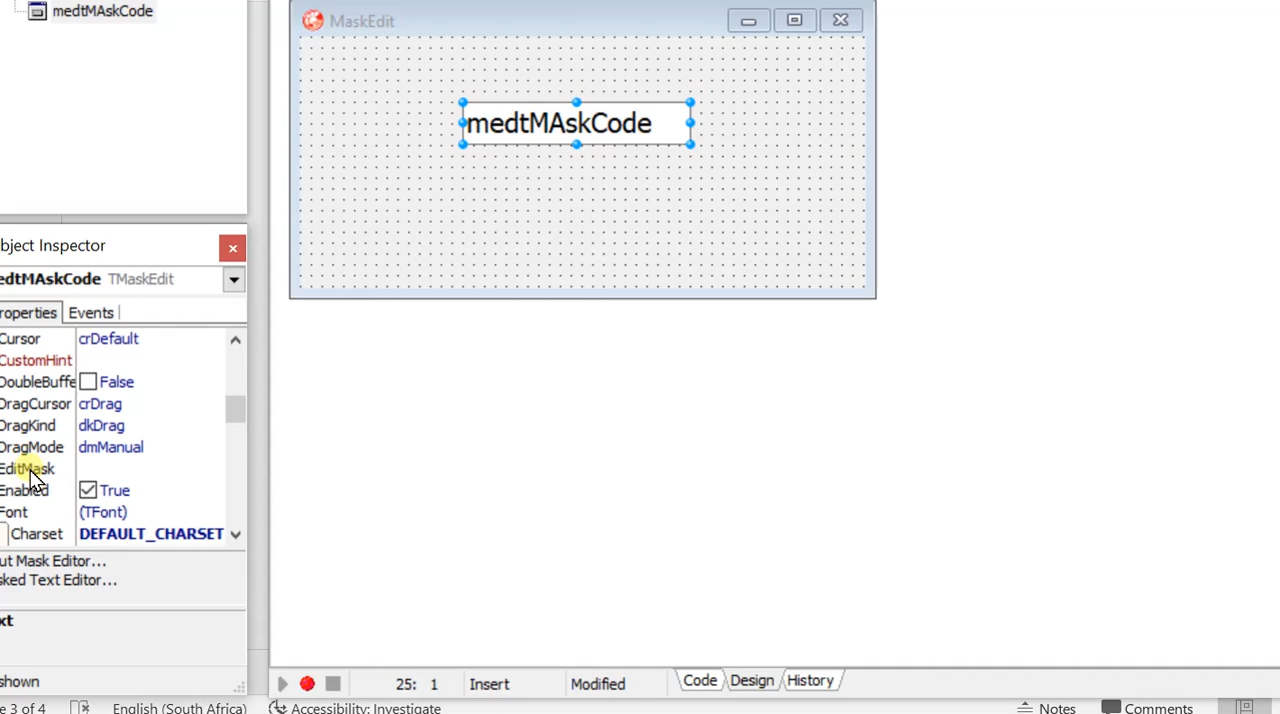 medtMaskCode
MaskEdit
medtMAskCode
bject Inspector
edtMAskCode TMaskEdit
roperties Events
Cursor crDefault
CustomHint
DoubleBuffe False
DragCursor crDrag
DragKind dkDrag
DragMode dmManual
EditMask
Enabled True
Font (TFont)
Charset DEFAULT_CHARSET
ut Mask Editor...
sked Text Editor...
xt
shown
25: 1 Insert Modified Code Design History
e 3 of 4 English (South Africa) Accessibility: Investigate Notes Comments